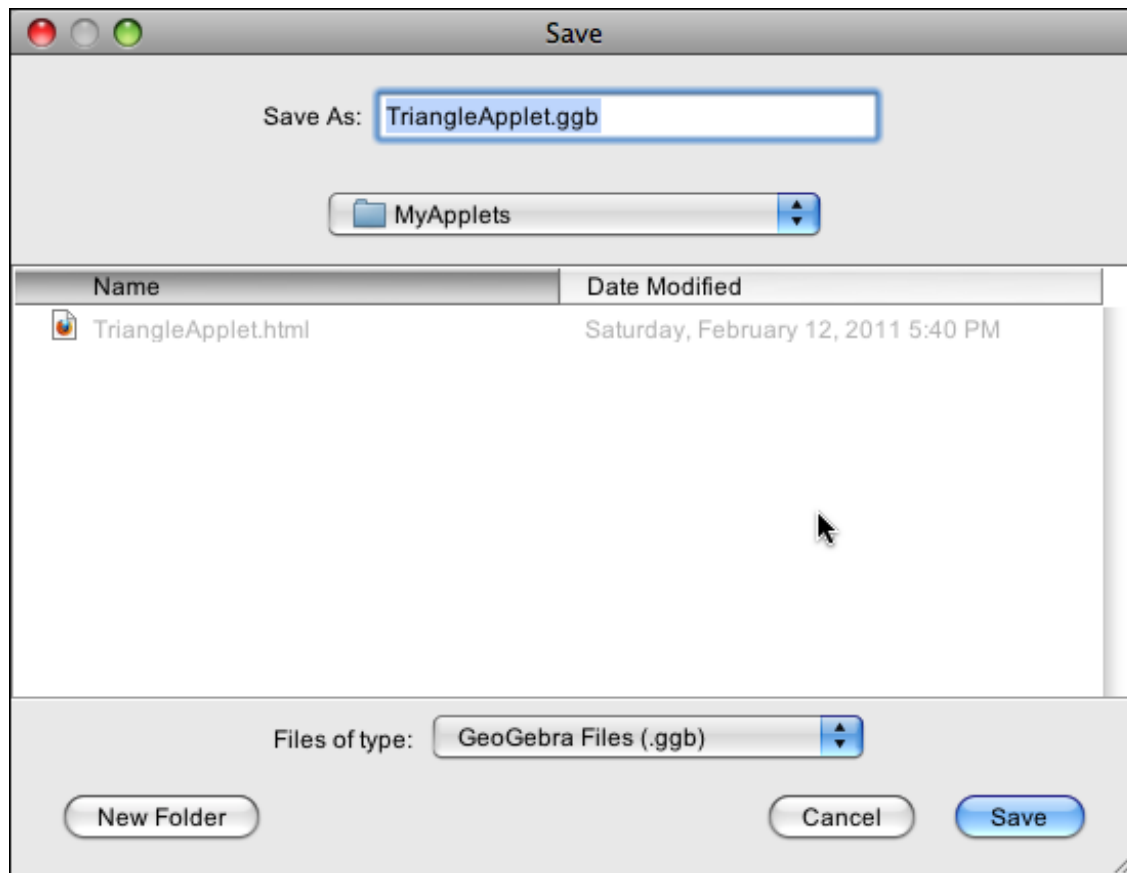 Save
Save As: TriangleApplet.ggb
MyApplets
Name Date Modified
TriangleApplet.html Saturday, February 12, 2011 5:40 PM
Files of type: GeoGebra Files (.ggb)
New Folder Cancel Save